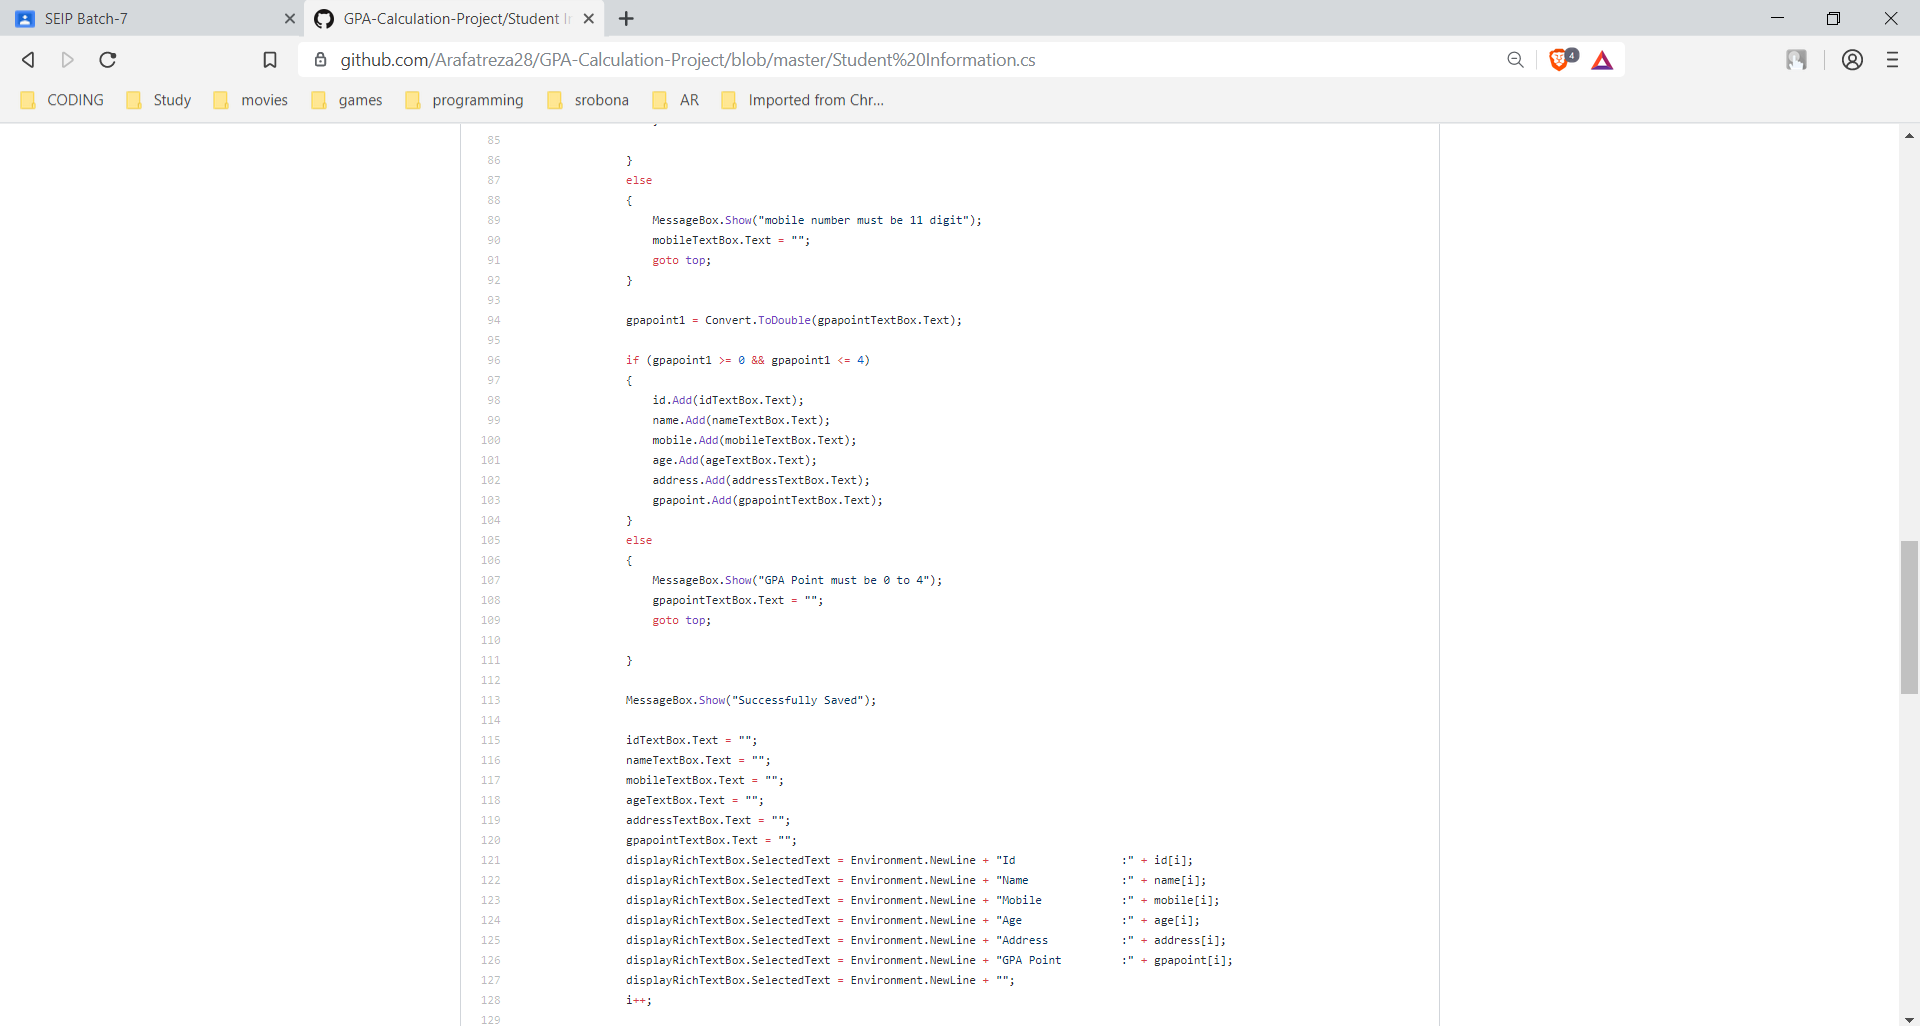 SEIP Batch-7
GPA-Calculation-Project/Student I
github.com/Arafatreza28/GPA-Calculation-Project/blob/master/Student%20Information.cs
4
CODING Study movies games programming srobona AR Imported from Chr...
85
86 }
87 else
88 {
89 MessageBox.Show("mobile number must be 11 digit");
90 mobileTextBox.Text = "";
91 goto top;
92 }
93
94 gpapoint1 = Convert.ToDouble(gpapointTextBox.Text);
95
96 if (gpapoint1 >= 0 && gpapoint1 <= 4)
97 {
98 id.Add(idTextBox.Text);
99 name.Add(nameTextBox.Text);
100 mobile.Add(mobileTextBox.Text);
101 age.Add(ageTextBox.Text);
102 address.Add(addressTextBox.Text);
103 gpapoint.Add(gpapointTextBox.Text);
104 }
105 else
106 {
107 MessageBox.Show("GPA Point must be 0 to 4");
108 gpapointTextBox.Text = "";
109 goto top;
110
111 }
112
113 MessageBox.Show("Successfully Saved");
114
115 idTextBox.Text = "";
116 nameTextBox.Text = "";
117 mobileTextBox.Text = "";
118 ageTextBox.Text = "";
119 addressTextBox.Text = "";
120 gpapointTextBox.Text = "";
121 displayRichTextBox.SelectedText = Environment.NewLine + "Id                :" + id[i];
122 displayRichTextBox.SelectedText = Environment.NewLine + "Name              :" + name[i];
123 displayRichTextBox.SelectedText = Environment.NewLine + "Mobile            :" + mobile[i];
124 displayRichTextBox.SelectedText = Environment.NewLine + "Age               :" + age[i];
125 displayRichTextBox.SelectedText = Environment.NewLine + "Address           :" + address[i];
126 displayRichTextBox.SelectedText = Environment.NewLine + "GPA Point         :" + gpapoint[i];
127 displayRichTextBox.SelectedText = Environment.NewLine + "";
128 i++;
129